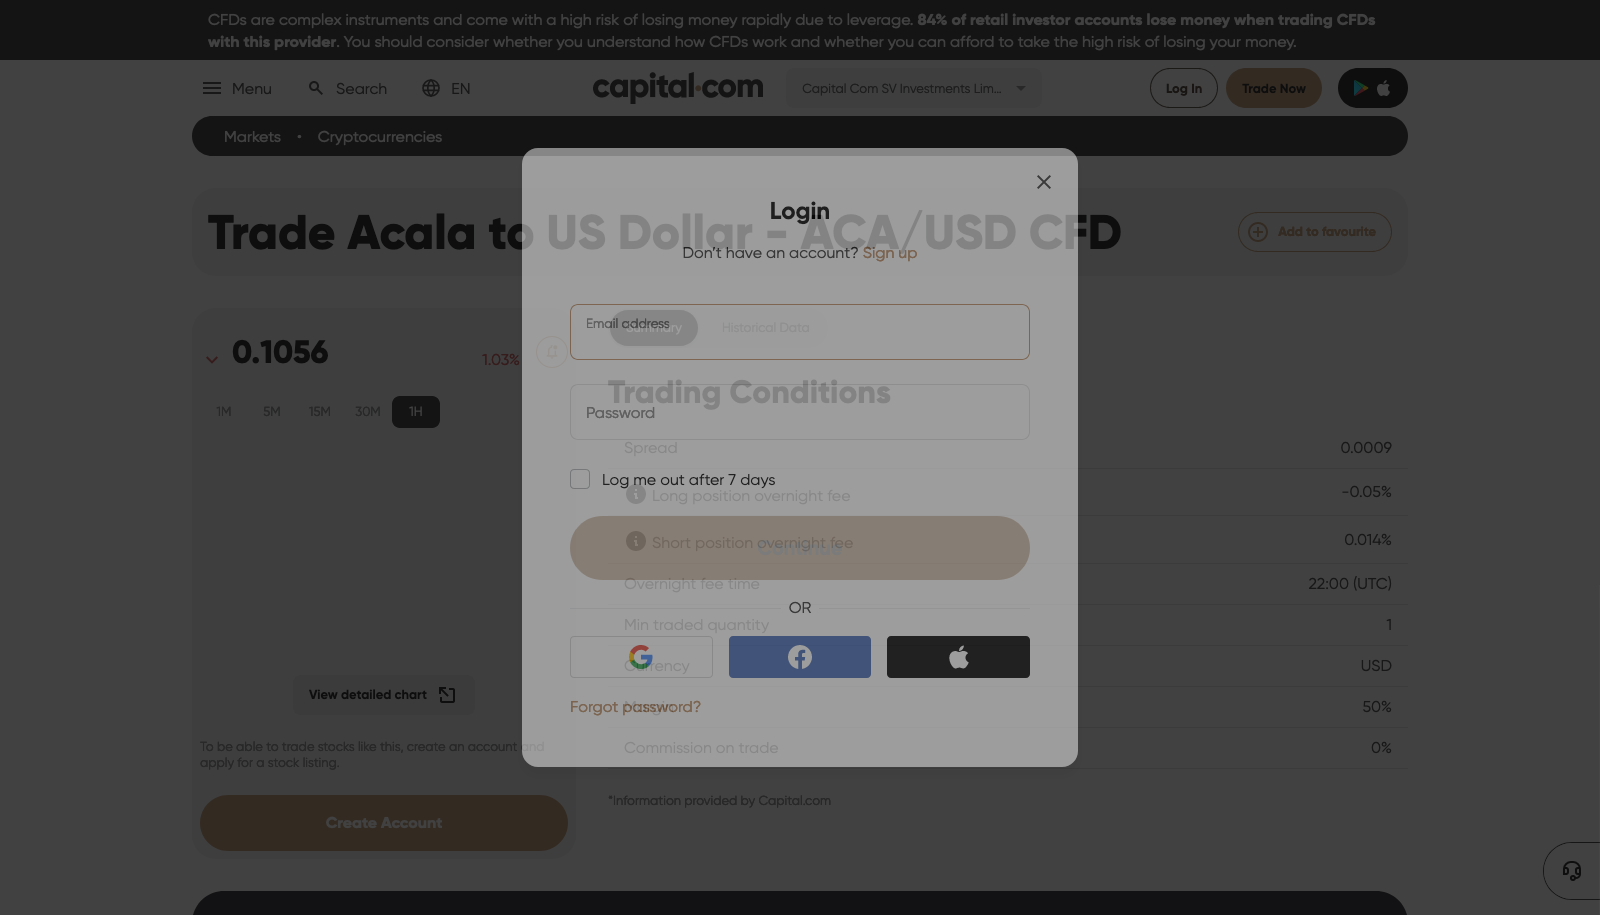 CFDs are complex instruments and come with a high risk of losing money rapidly due to leverage. 84% of retail investor accounts lose money when trading CFDs
with this provider. You should consider whether you understand how CFDs work and whether you can afford to take the high risk of losing your money.
Menu
Search
EN
capital.com
Capital Com SV Investments Lim...
Log In
Trade Now
Markets • Cryptocurrencies
Trade Acala to US Dollar - ACA/USD CFD
Add to favourite
Login
Don't have an account? Sign up
0.1056
1.03%
1M
5M
15M
30M
1H
Email address
Summary
Historical Data
Trading Conditions
Password
Spread
0.0009
Log me out after 7 days
Long position overnight fee
-0.05%
Short position overnight fee
0.014%
Continue
Overnight fee time
22:00 (UTC)
OR
Min traded quantity
1
Currency
USD
Forgot password?
Margin
50%
Commission on trade
0%
*Information provided by Capital.com
View detailed chart
To be able to trade stocks like this, create an account and
apply for a stock listing.
Create Account